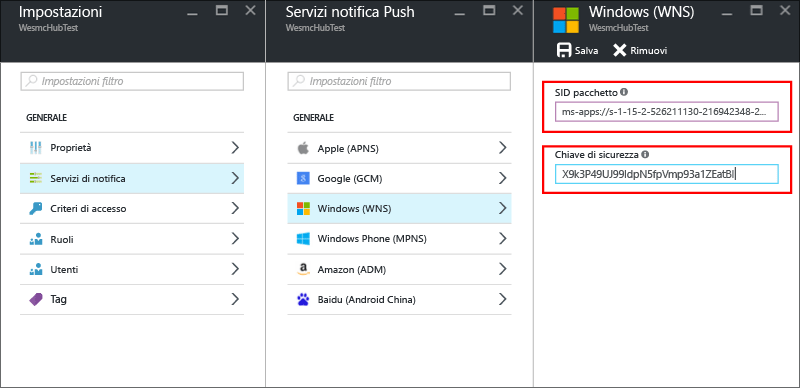 Impostazioni
WesmcHubTest
Impostazioni filtro
GENERALE
Proprietà
Servizi di notifica
Criteri di accesso
Ruoli
Utenti
Tag
Servizi notifica Push
WesmcHubTest
Impostazioni filtro
GENERALE
Apple (APNS)
Google (GCM)
Windows (WNS)
Windows Phone (MPNS)
Amazon (ADM)
Baidu (Android China)
Windows (WNS)
WesmcHubTest
Salva Rimuovi
SID pacchetto
ms-apps://s-1-15-2-526211130-216942348-2...
Chiave di sicurezza
X9k3P49UJ99IdpN5fpVmp93a1ZEatBI